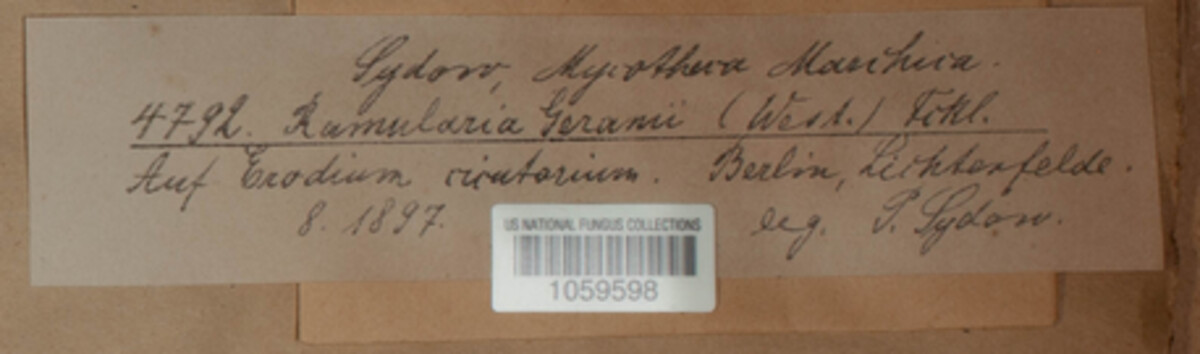 Sydow, Mycotheca Marchica.
4792. Ramularia Geranii (West.) Fckl.
Auf Erodium cicutarium. Berlin, Lichterfelde.
8. 1897. leg. P. Sydow.
US NATIONAL FUNGUS COLLECTIONS
1059598